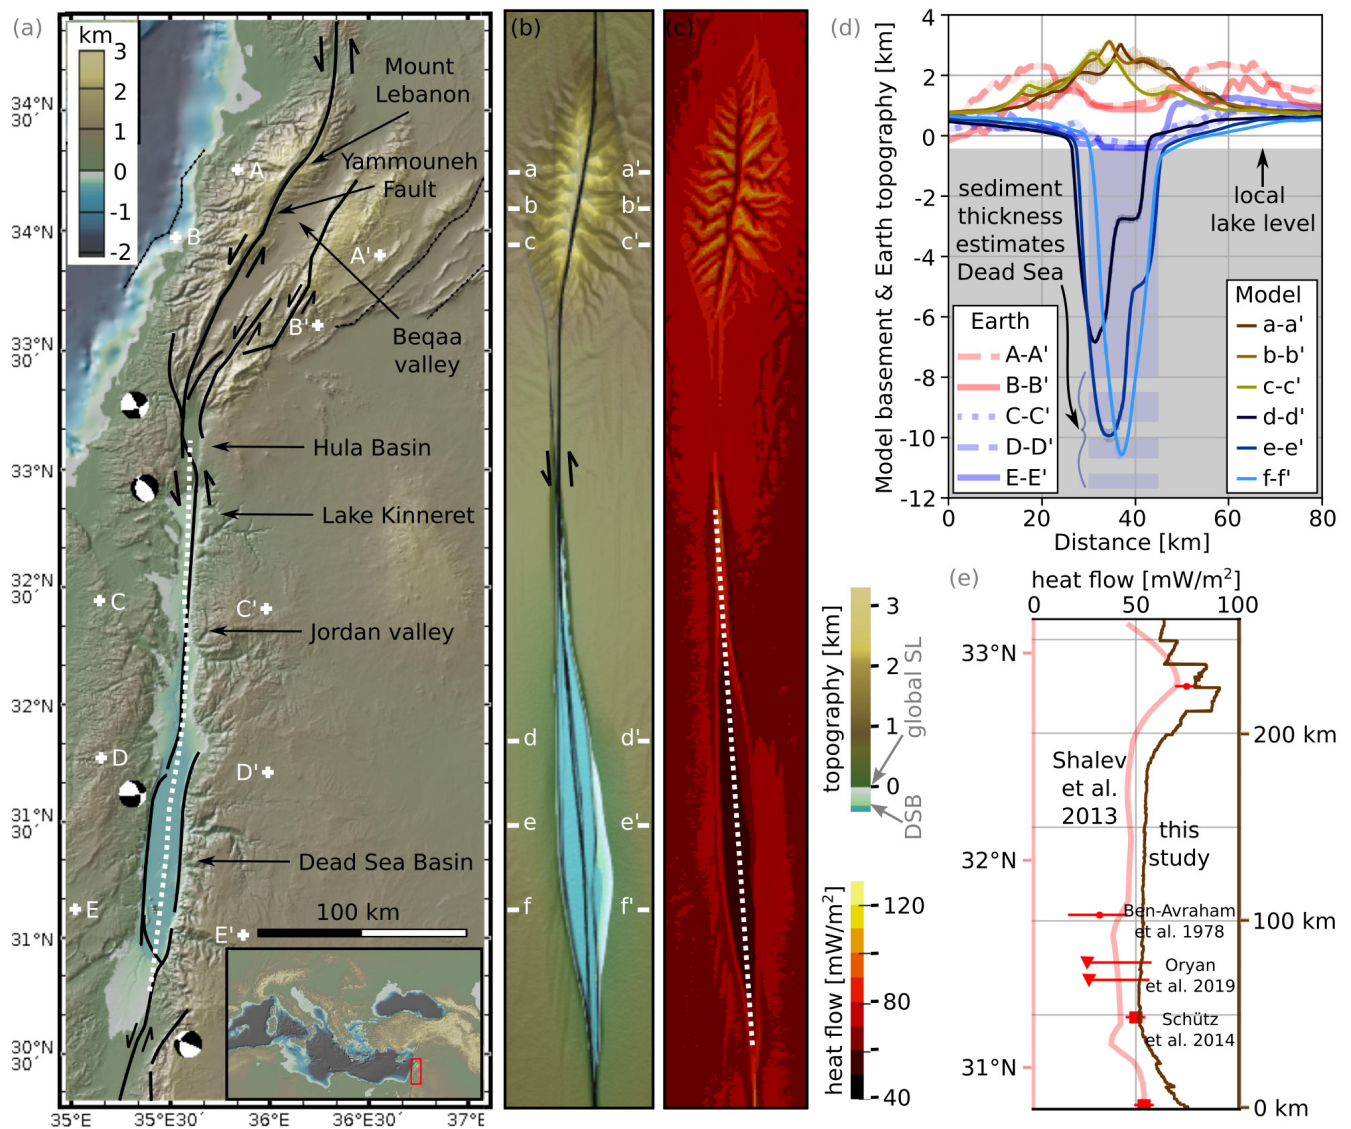 (a)
km
3
2
1
0
-1
-2
34°N
30´
34°N
33°N
30´
33°N
32°N
30´
32°N
31°N
30´
31°N
30°N
30´
35°E
35°E30´
36°E
36°E30´
37°E
Mount
Lebanon
Yammouneh
Fault
Beqaa
valley
Hula Basin
Lake Kinneret
Jordan valley
Dead Sea Basin
100 km
A
B
A'
B'
C
C'
D
D'
E
E'
(b)
a
a'
b
b'
c
c'
d
d'
e
e'
f
f'
(c)
topography [km]
3
2
1
0
global SL
DSB
heat flow [mW/m²]
120
80
40
(d)
Model basement & Earth topography [km]
4
2
0
-2
-4
-6
-8
-10
-12
0
20
40
60
80
Distance [km]
sediment
thickness
estimates
Dead Sea
local
lake level
Earth
A-A'
B-B'
C-C'
D-D'
E-E'
Model
a-a'
b-b'
c-c'
d-d'
e-e'
f-f'
(e)
heat flow [mW/m²]
0
50
100
33°N
32°N
31°N
200 km
100 km
0 km
Shalev
et al.
2013
this
study
Ben-Avraham
et al. 1978
Oryan
et al. 2019
Schütz
et al. 2014